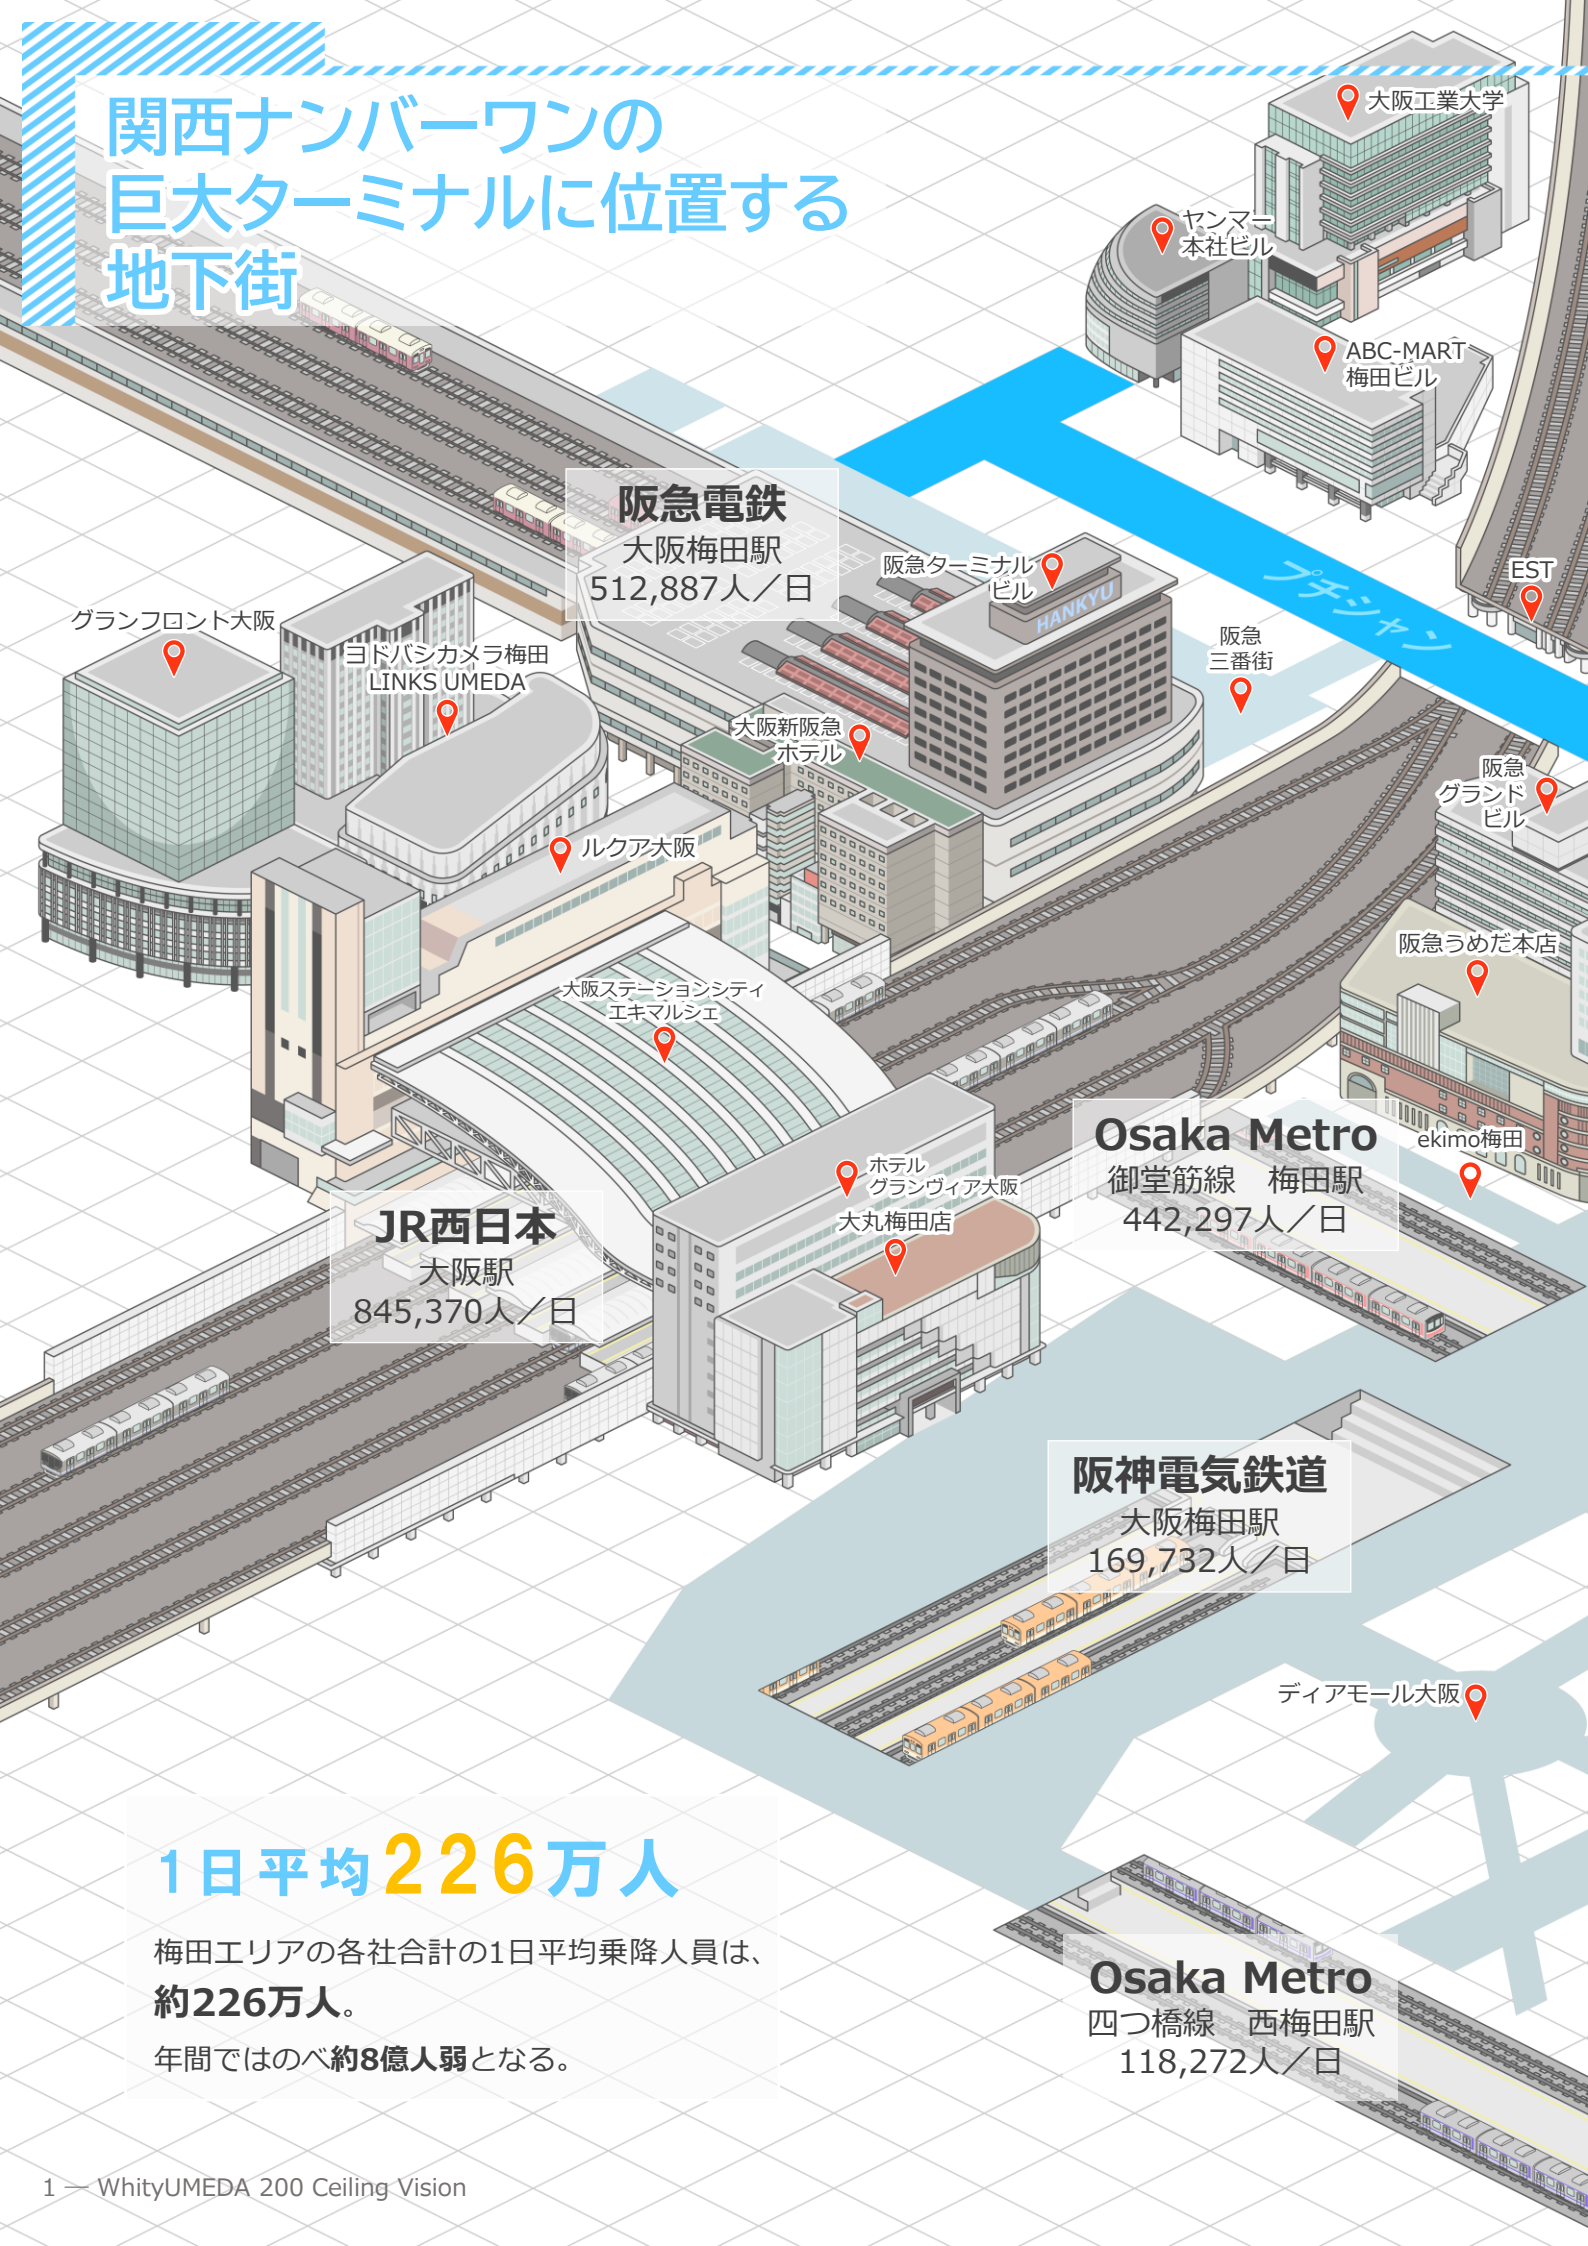 関西ナンバーワンの
巨大ターミナルに位置する
地下街
大阪工業大学
ヤンマー
本社ビル
ABC-MART
梅田ビル
阪急電鉄
大阪梅田駅
512,887人／日
阪急ターミナル
ビル
HANKYU
プチシャン
EST
阪急
三番街
グランフロント大阪
ヨドバシカメラ梅田
LINKS UMEDA
大阪新阪急
ホテル
阪急
グランド
ビル
ルクア大阪
阪急うめだ本店
大阪ステーションシティ
エキマルシェ
Osaka Metro
御堂筋線　梅田駅
442,297人／日
ekimo梅田
ホテル
グランヴィア大阪
大丸梅田店
JR西日本
大阪駅
845,370人／日
阪神電気鉄道
大阪梅田駅
169,732人／日
ディアモール大阪
1日平均226万人
梅田エリアの各社合計の1日平均乗降人員は、
約226万人。
年間ではのべ約8億人弱となる。
Osaka Metro
四つ橋線　西梅田駅
118,272人／日
1 ― WhityUMEDA 200 Ceiling Vision